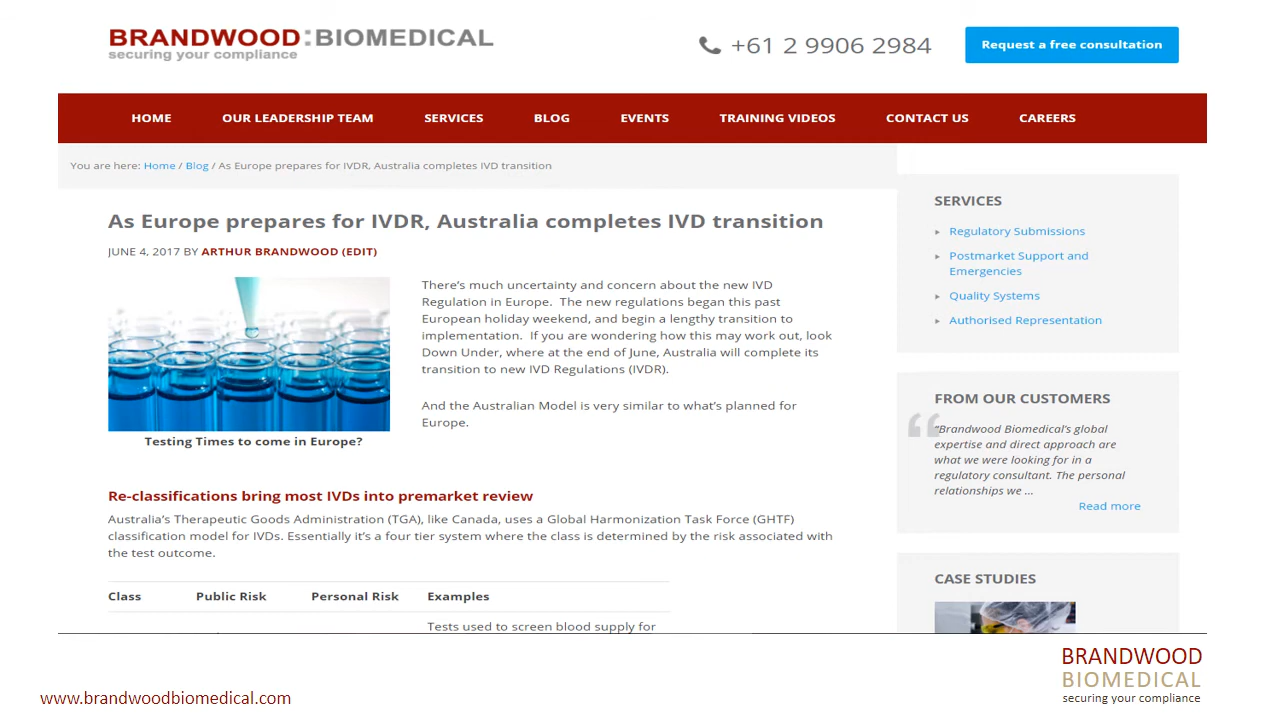 BRANDWOOD:BIOMEDICAL
securing your compliance
+61 2 9906 2984
Request a free consultation
HOME OUR LEADERSHIP TEAM SERVICES BLOG EVENTS TRAINING VIDEOS CONTACT US CAREERS
You are here: Home / Blog / As Europe prepares for IVDR, Australia completes IVD transition
As Europe prepares for IVDR, Australia completes IVD transition
JUNE 4, 2017 BY ARTHUR BRANDWOOD (EDIT)
There's much uncertainty and concern about the new IVD
Regulation in Europe. The new regulations began this past
European holiday weekend, and begin a lengthy transition to
implementation. If you are wondering how this may work out, look
Down Under, where at the end of June, Australia will complete its
transition to new IVD Regulations (IVDR).
And the Australian Model is very similar to what's planned for
Europe.
Testing Times to come in Europe?
Re-classifications bring most IVDs into premarket review
Australia's Therapeutic Goods Administration (TGA), like Canada, uses a Global Harmonization Task Force (GHTF)
classification model for IVDs. Essentially it's a four tier system where the class is determined by the risk associated with
the test outcome.
Class Public Risk Personal Risk Examples
Tests used to screen blood supply for
SERVICES
Regulatory Submissions
Postmarket Support and
Emergencies
Quality Systems
Authorised Representation
FROM OUR CUSTOMERS
"Brandwood Biomedical's global
expertise and direct approach are
what we were looking for in a
regulatory consultant. The personal
relationships we ...
Read more
CASE STUDIES
www.brandwoodbiomedical.com
BRANDWOOD
BIOMEDICAL
securing your compliance